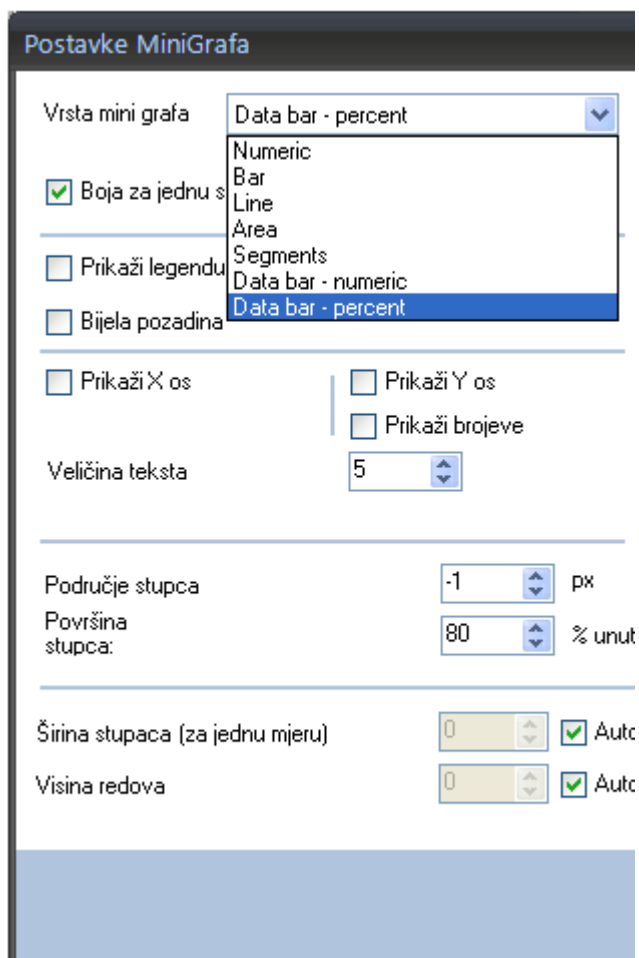 Postavke MiniGrafa
Vrsta mini grafa Data bar - percent
Numeric
Bar
Boja za jednu s
Line
Area
Segments
Prikaži legendu
Data bar - numeric
Data bar - percent
Bijela pozadina
Prikaži X os Prikaži Y os
Prikaži brojeve
Veličina teksta 5
Područje stupca -1 px
Površina
stupca: 80 % unut
Širina stupaca (za jednu mjeru) 0 Auto
Visina redova 0 Auto